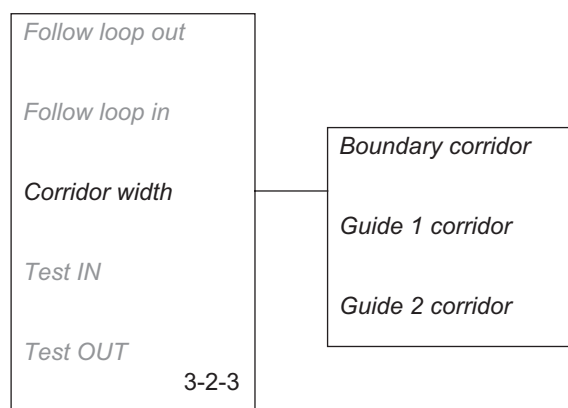 Follow loop out
Follow loop in
Corridor width
Test IN
Test OUT
3-2-3
Boundary corridor
Guide 1 corridor
Guide 2 corridor